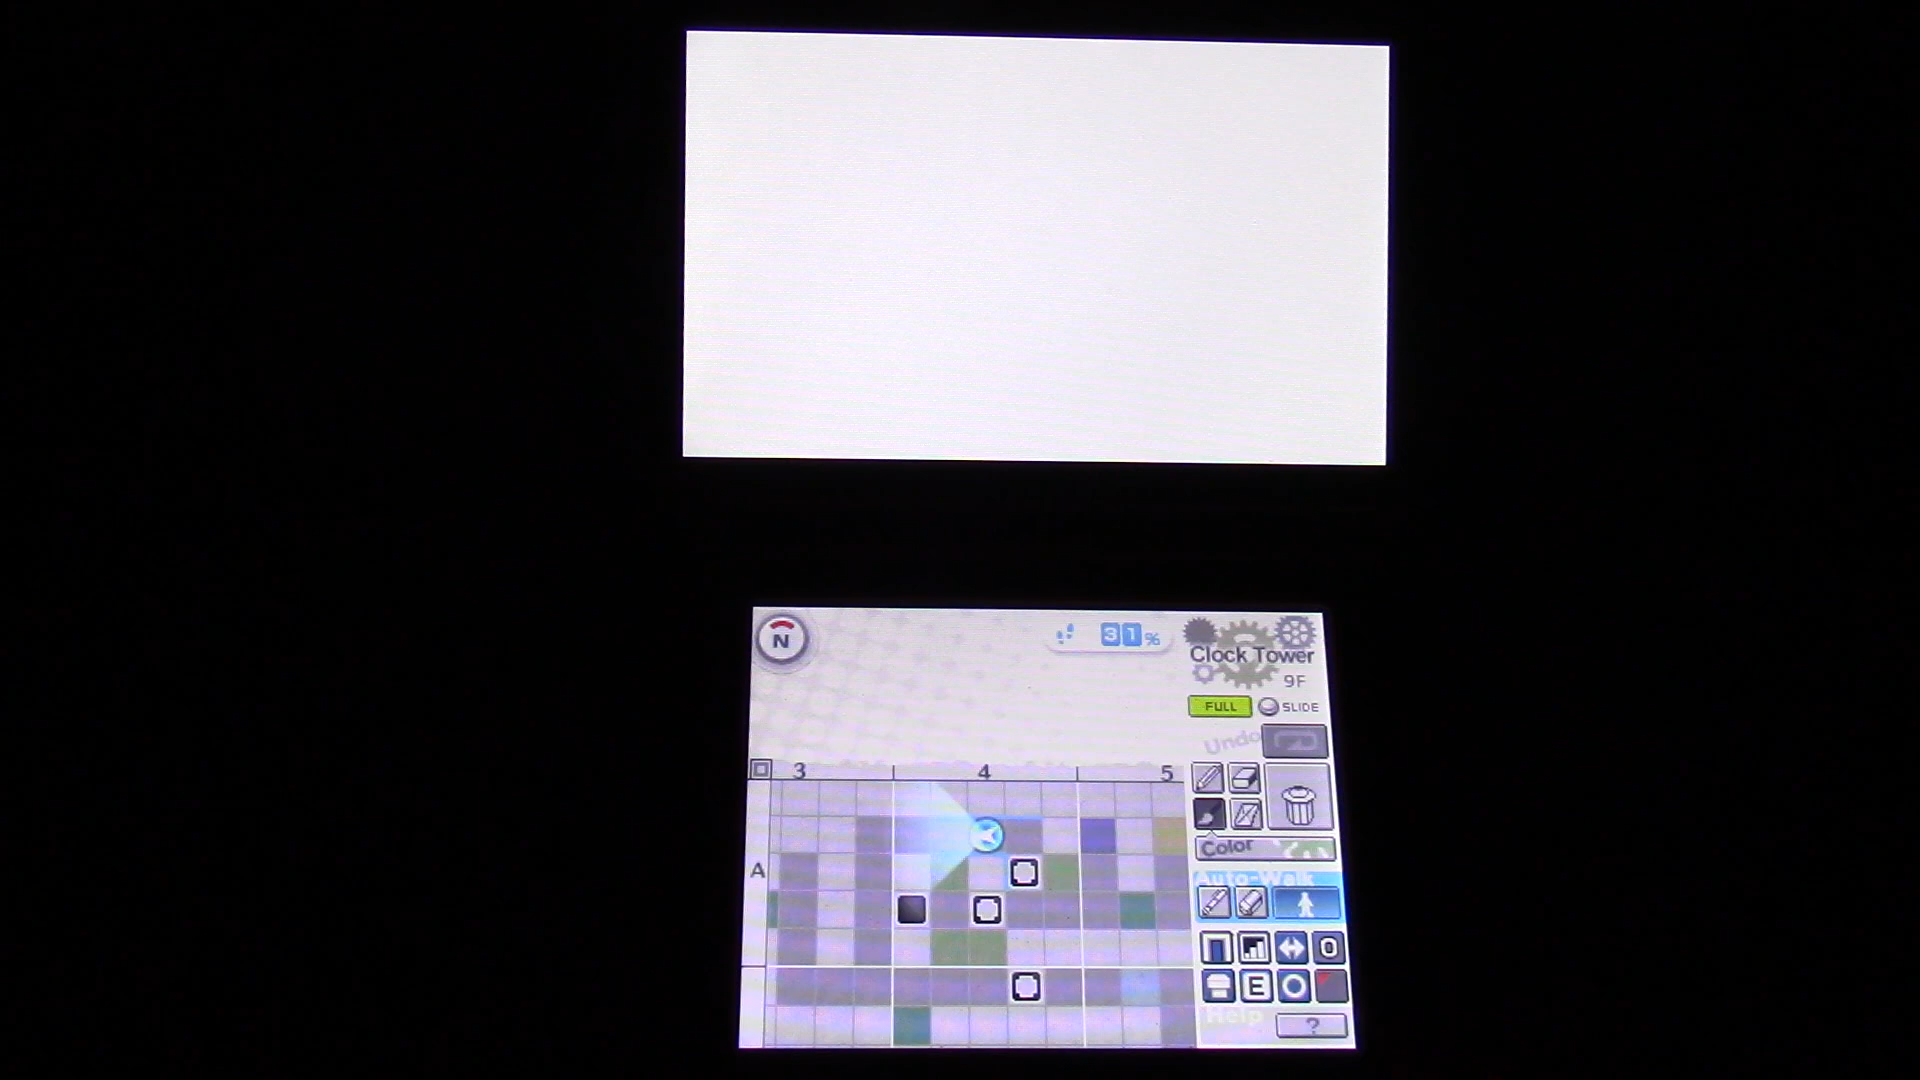 N
31%
Clock Tower
9F
FULL
SLIDE
Undo
3 4 5
A
Color
Auto-Walk
0
E
Help
?